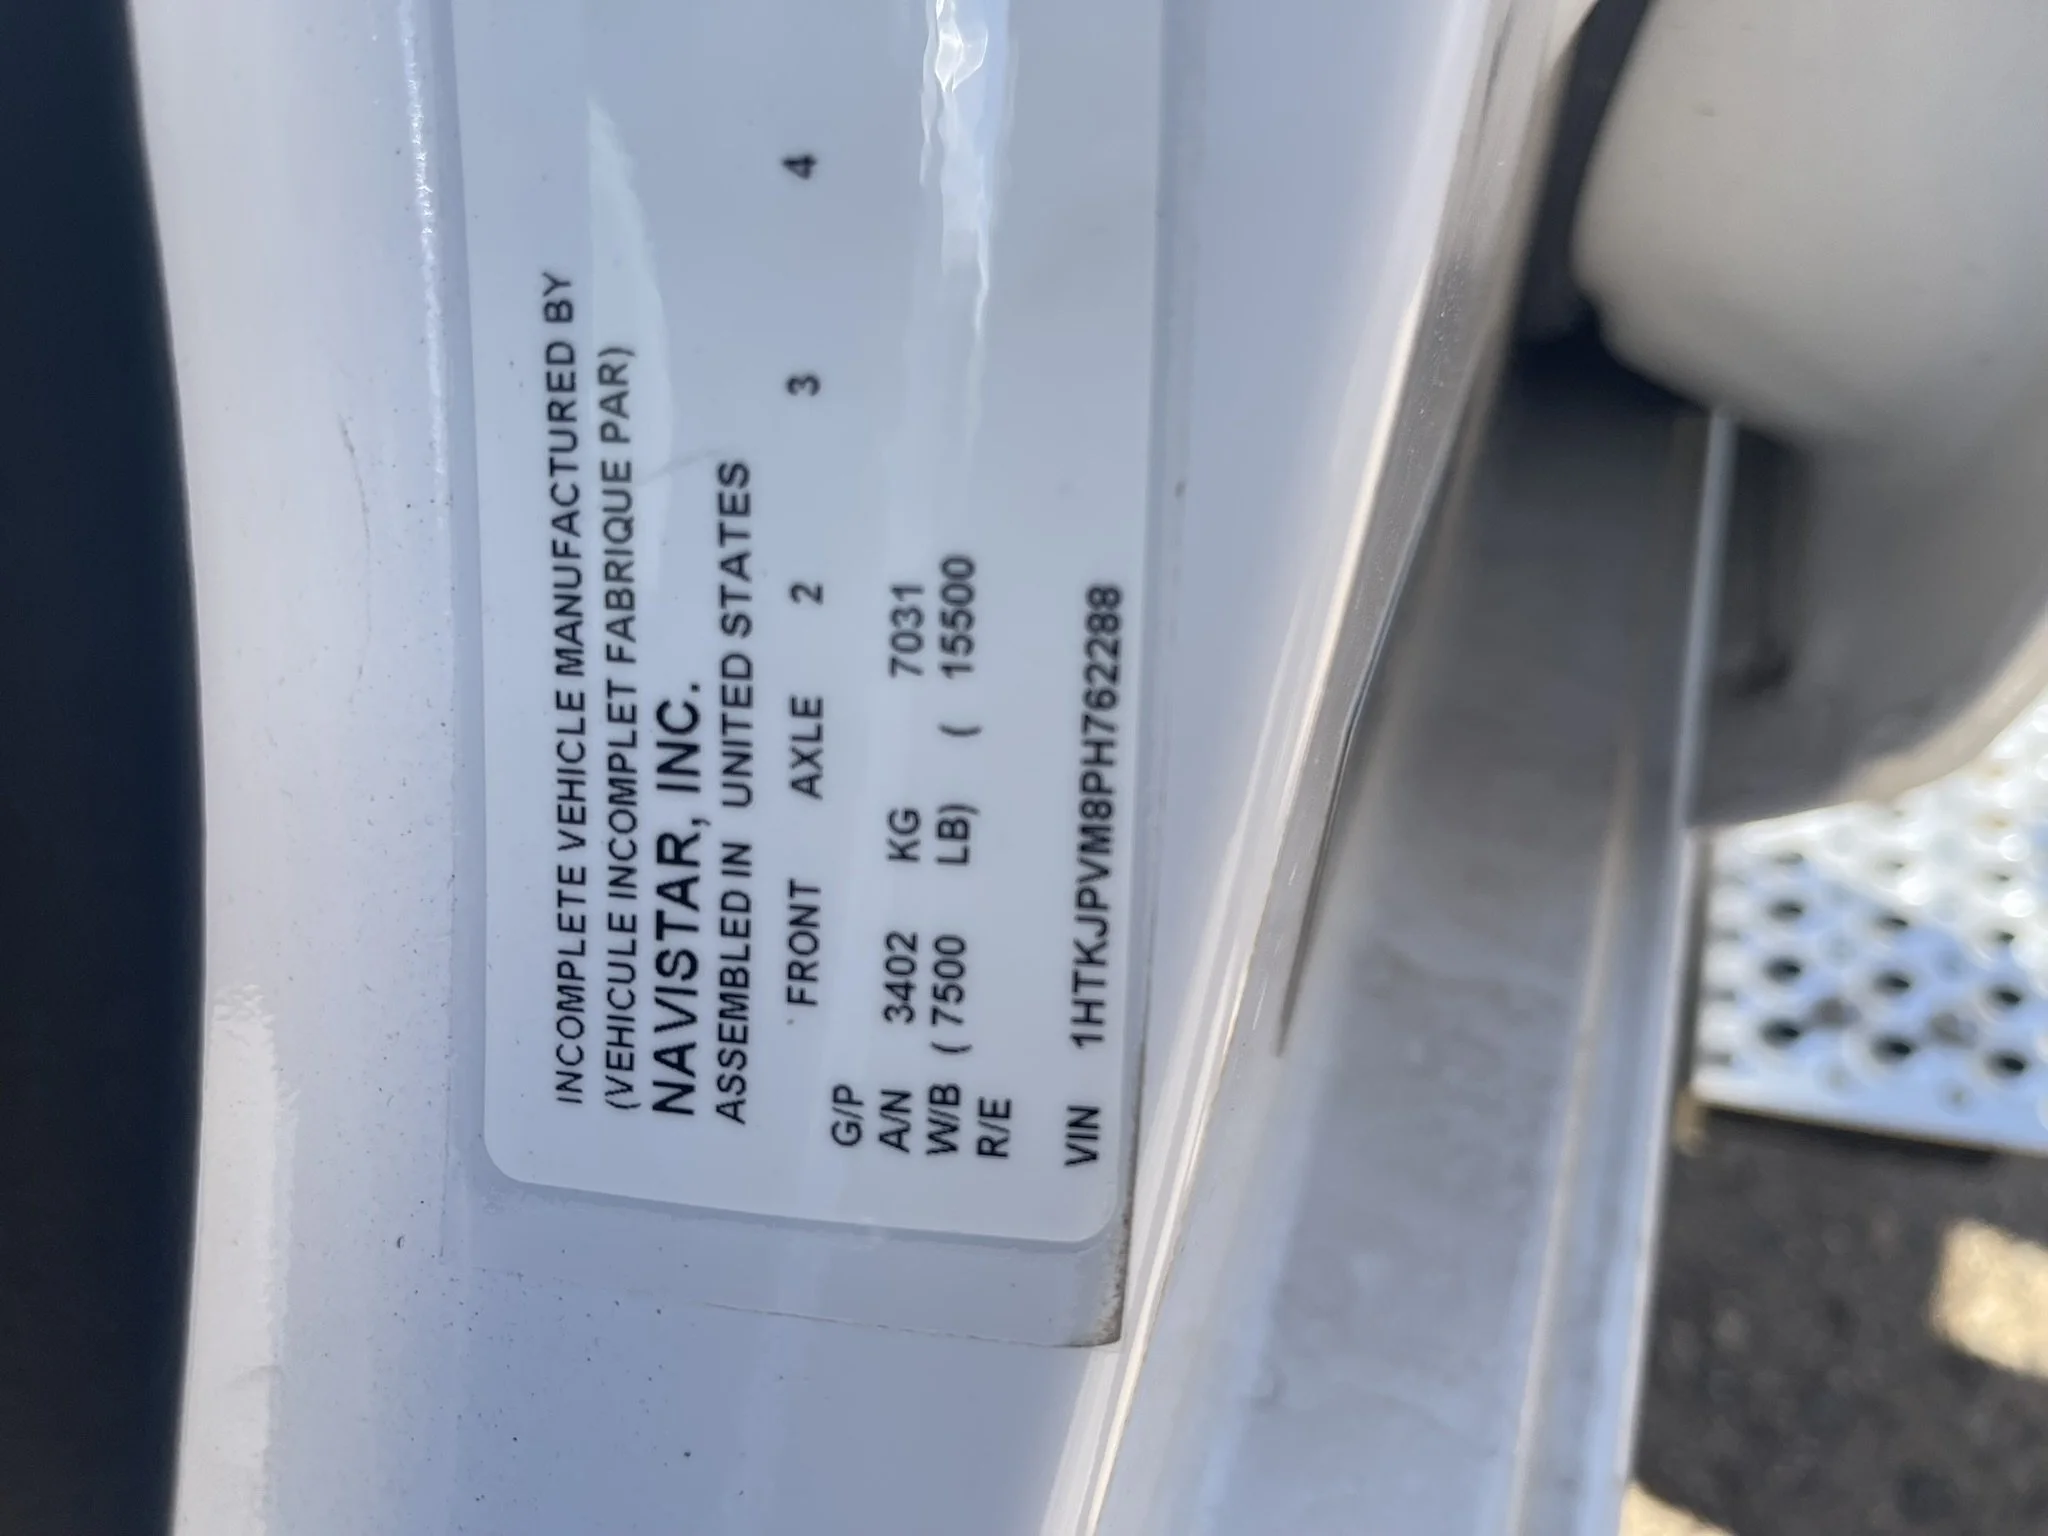 INCOMPLETE VEHICLE MANUFACTURED BY
(VEHICULE INCOMPLET FABRIQUE PAR)
NAVISTAR, INC.
ASSEMBLED IN UNITED STATES
FRONT AXLE 2 3 4
G/P
A/N 3402 KG 7031
W/B ( 7500 LB) ( 15500
R/E
VIN 1HTKJPVM8PH762288